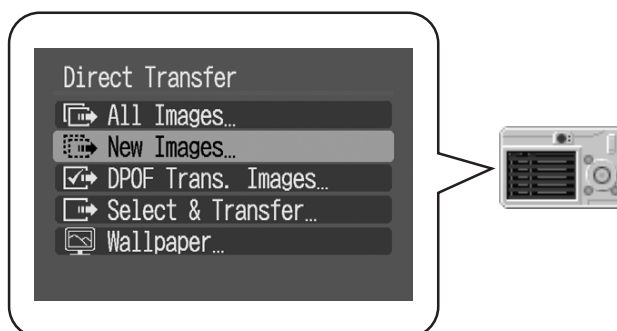 Direct Transfer
All Images...
New Images...
DPOF Trans. Images...
Select & Transfer...
Wallpaper...